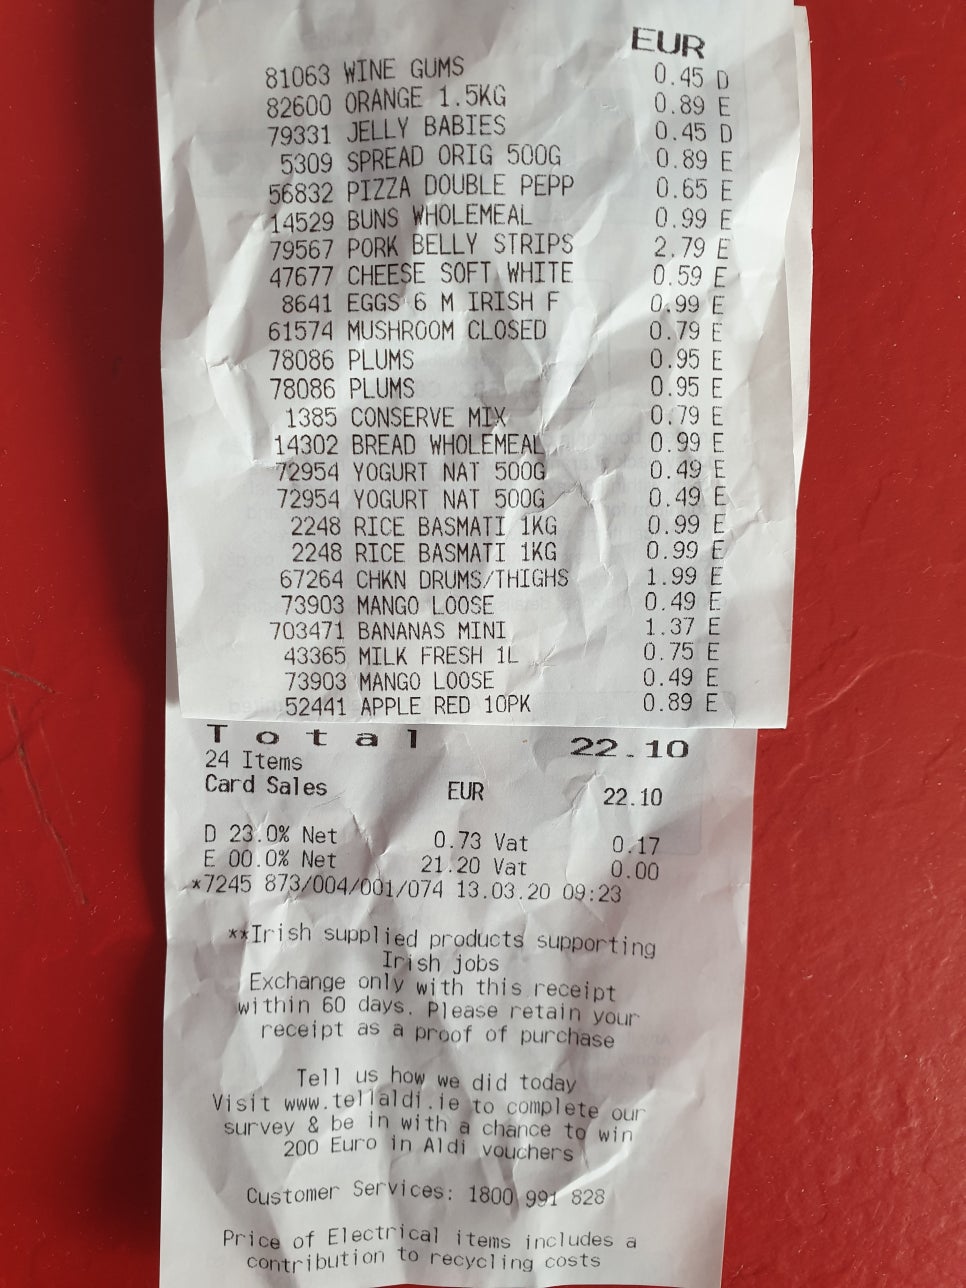 EUR
81063 WINE GUMS 0.45 D
82600 ORANGE 1.5KG 0.89 E
79331 JELLY BABIES 0.45 D
5309 SPREAD ORIG 500G 0.89 E
56832 PIZZA DOUBLE PEPP 0.65 E
14529 BUNS WHOLEMEAL 0.99 E
79567 PORK BELLY STRIPS 2.79 E
47677 CHEESE SOFT WHITE 0.59 E
8641 EGGS 6 M IRISH F 0.99 E
61574 MUSHROOM CLOSED 0.79 E
78086 PLUMS 0.95 E
78086 PLUMS 0.95 E
1385 CONSERVE MIX 0.79 E
14302 BREAD WHOLEMEAL 0.99 E
72954 YOGURT NAT 500G 0.49 E
72954 YOGURT NAT 500G 0.49 E
2248 RICE BASMATI 1KG 0.99 E
2248 RICE BASMATI 1KG 0.99 E
67264 CHKN DRUMS/THIGHS 1.99 E
73903 MANGO LOOSE 0.49 E
703471 BANANAS MINI 1.37 E
43365 MILK FRESH 1L 0.75 E
73903 MANGO LOOSE 0.49 E
52441 APPLE RED 10PK 0.89 E
Total 22.10
24 Items
Card Sales EUR 22.10
D 23.0% Net 0.73 Vat 0.17
E 00.0% Net 21.20 Vat 0.00
*7245 873/004/001/074 13.03.20 09:23
**Irish supplied products supporting
Irish jobs
Exchange only with this receipt
within 60 days. Please retain your
receipt as a proof of purchase
Tell us how we did today
Visit www.tellaldi.ie to complete our
survey & be in with a chance to win
200 Euro in Aldi vouchers
Customer Services: 1800 991 828
Price of Electrical items includes a
contribution to recycling costs